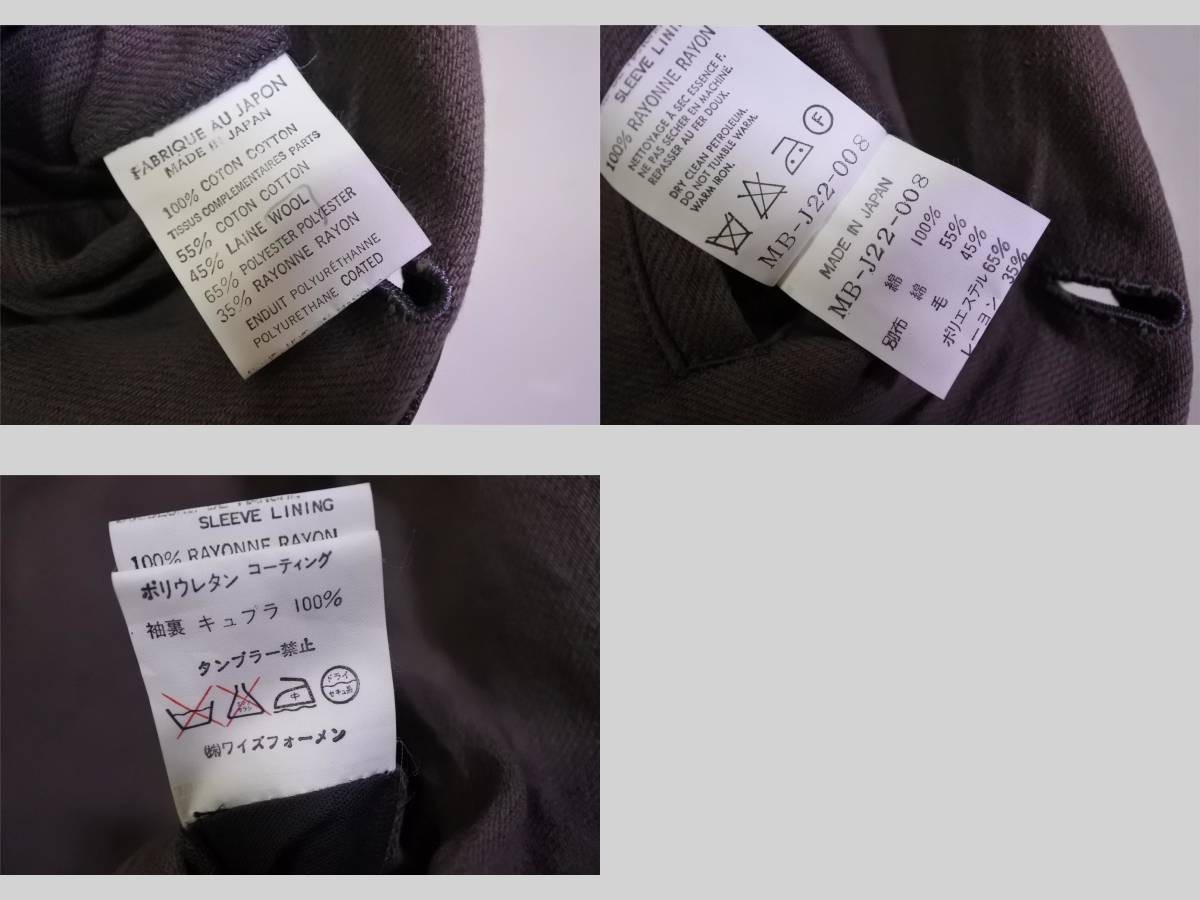 FABRIQUE AU JAPON
MADE IN JAPAN
100% COTON COTTON
TISSUS COMPLEMENTAIRES PARTS
55% COTON COTTON
45% LAINE WOOL
65% POLYESTER POLYESTER
35% RAYONNE RAYON
ENDUIT POLYURÉTHANNE
POLYURETHANE COATED
SLEEVE LINI
100% RAYONNE RAYON
NETTOYAGE À SEC ESSENCE F.
NE PAS SECHER EN MACHINE.
REPASSER AU FER DOUX.
DRY CLEAN PETROLEUM.
DO NOT TUMBLE WARM.
WARM IRON.
F
MB-J22-008
MADE IN JAPAN
MB-J22-008
綿 100%
別布 綿 55%
毛 45%
ポリエステル 65%
レーヨン 35%
SLEEVE LINING
100% RAYONNE RAYON
ポリウレタン コーティング
袖裏 キュプラ 100%
タンブラー禁止
中
ドライ
セキユ系
㈱ワイズフォーメン